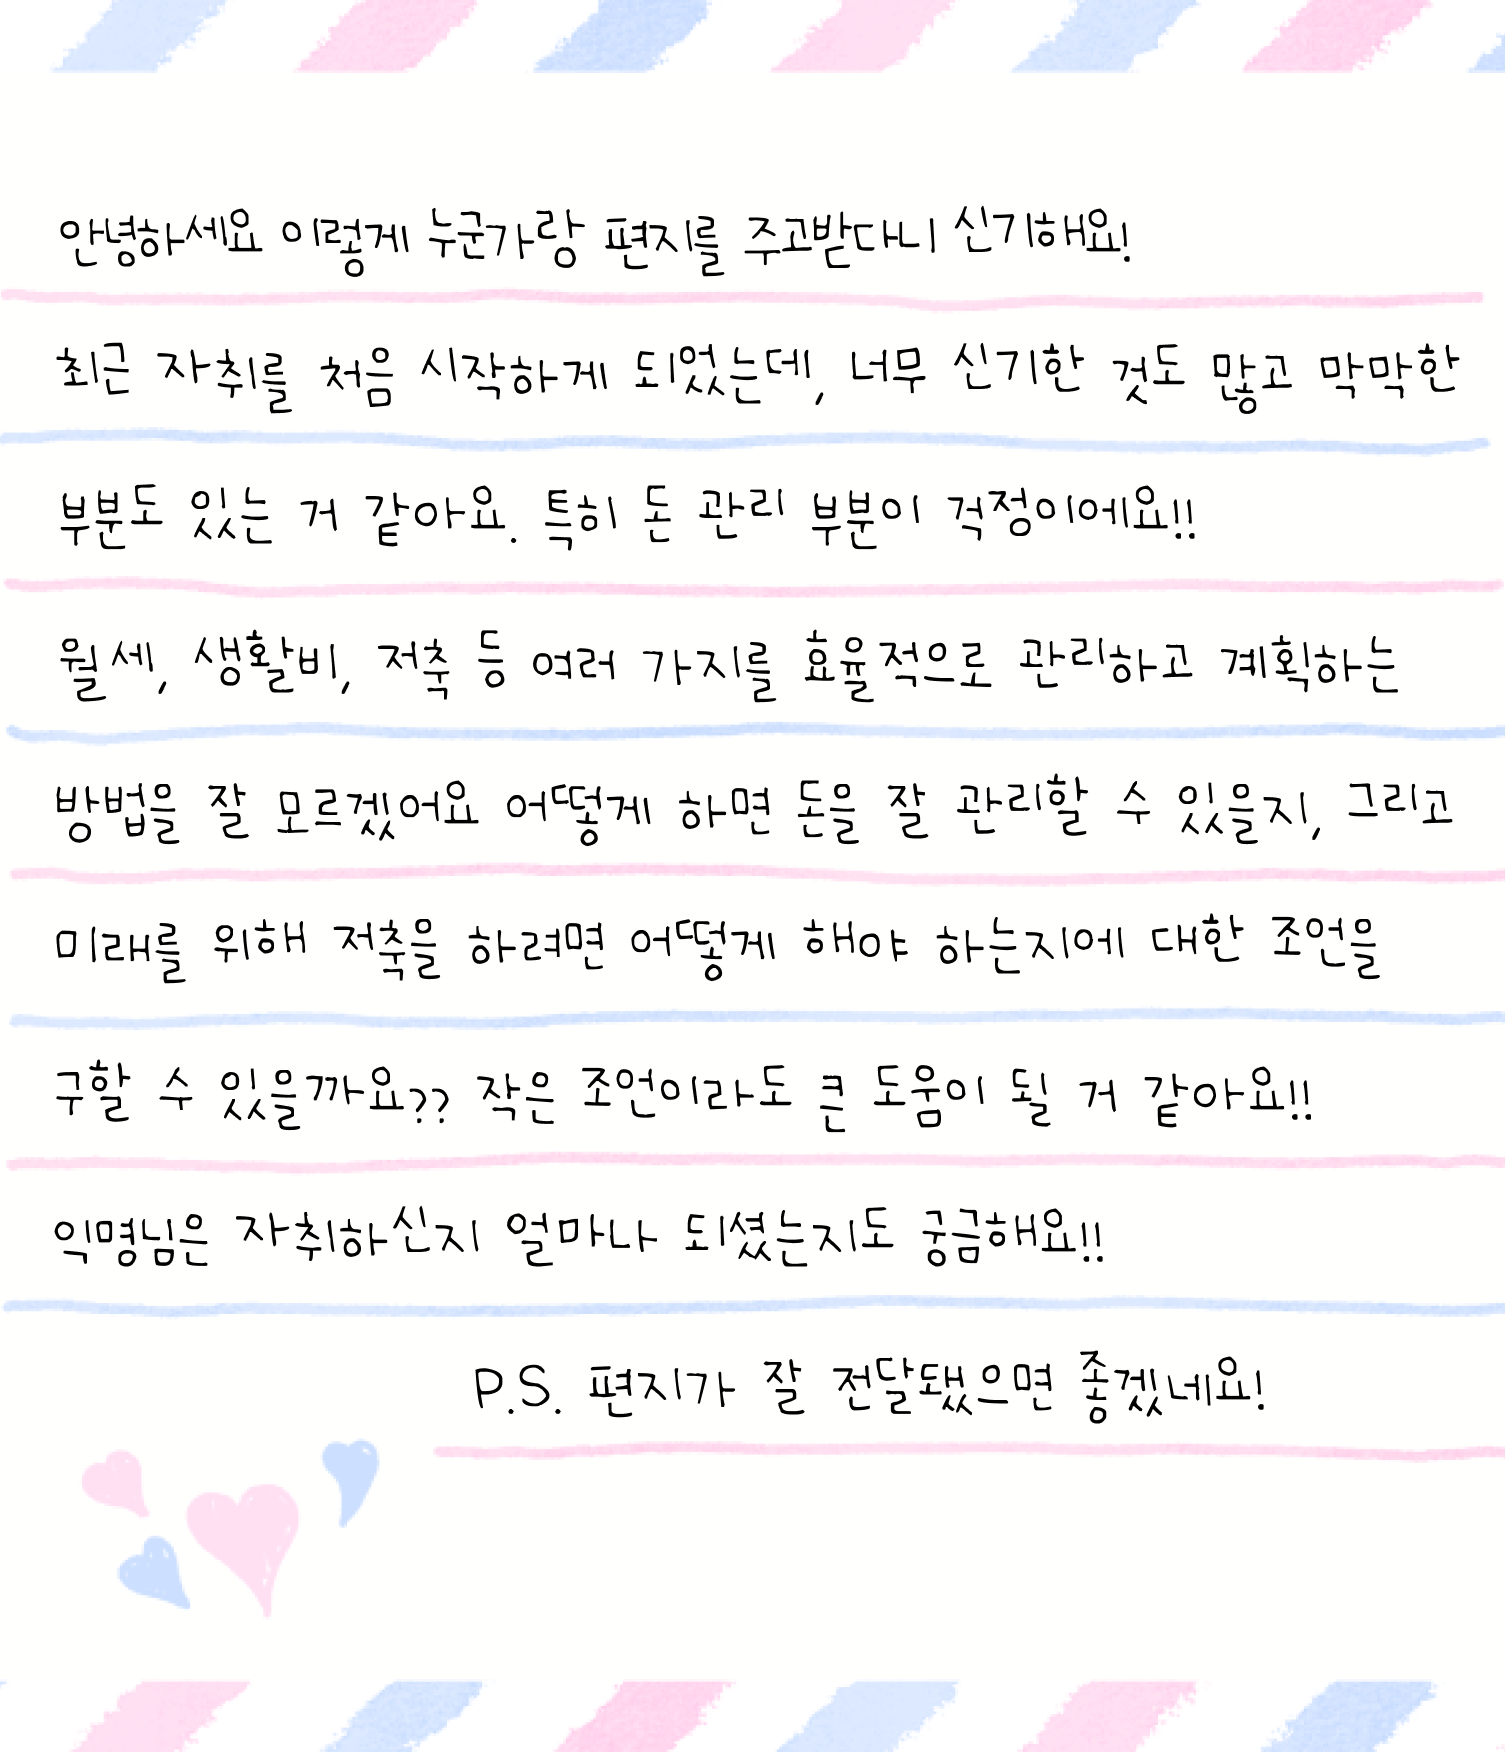 안녕하세요 이렇게 누군가랑 편지를 주고받다니 신기해요!
최근 자취를 처음 시작하게 되었는데, 너무 신기한 것도 많고 막막한
부분도 있는 거 같아요. 특히 돈 관리 부분이 걱정이에요!!
월세, 생활비, 저축 등 여러 가지를 효율적으로 관리하고 계획하는
방법을 잘 모르겠어요 어떻게 하면 돈을 잘 관리할 수 있을지, 그리고
미래를 위해 저축을 하려면 어떻게 해야 하는지에 대한 조언을
구할 수 있을까요?? 작은 조언이라도 큰 도움이 될 거 같아요!!
익명님은 자취하신지 얼마나 되셨는지도 궁금해요!!
P.S. 편지가 잘 전달됐으면 좋겠네요!